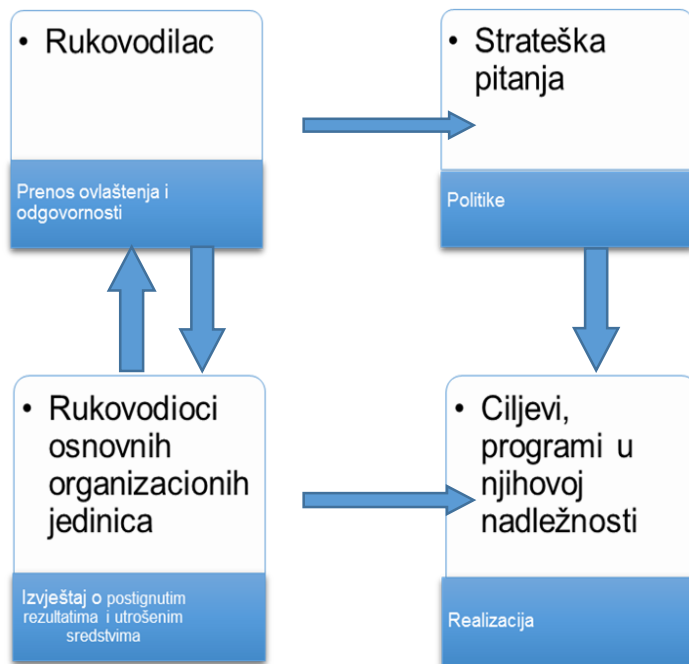 • Rukovodilac
Prenos ovlaštenja i
odgovornosti
• Strateška
pitanja
Politike
• Rukovodioci
osnovnih
organizacionih
jedinica
Izvještaj o postignutim
rezultatima i utrošenim
sredstvima
• Ciljevi,
programi u
njihovoj
nadležnosti
Realizacija